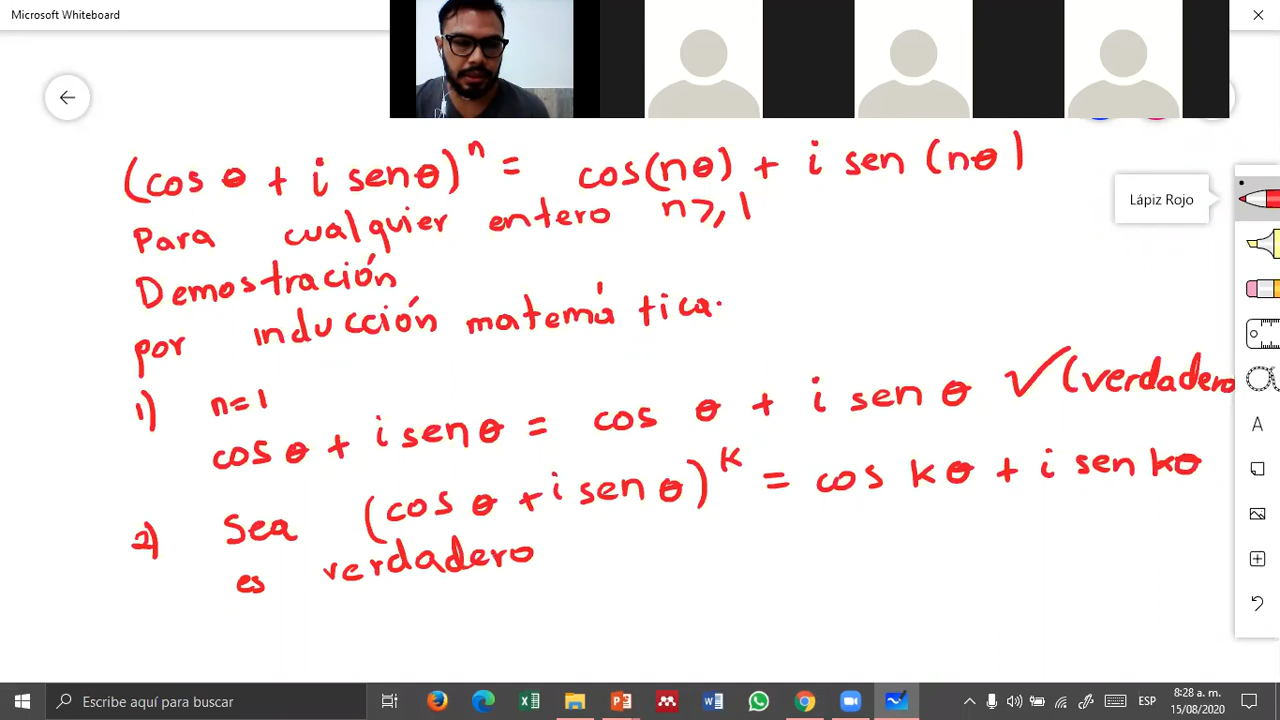 Microsoft Whiteboard
(cos θ + i sen θ)^n = cos(nθ) + i sen (nθ)
Para cualquier entero n ≥ 1
Demostración
por inducción matemática.
Lápiz Rojo
1) n=1
cos θ + i sen θ = cos θ + i sen θ ✓ (verdadero
2) Sea (cos θ + i sen θ)^k = cos kθ + i sen kθ
es verdadero
Escribe aquí para buscar
ESP
8:28 a. m.
15/08/2020